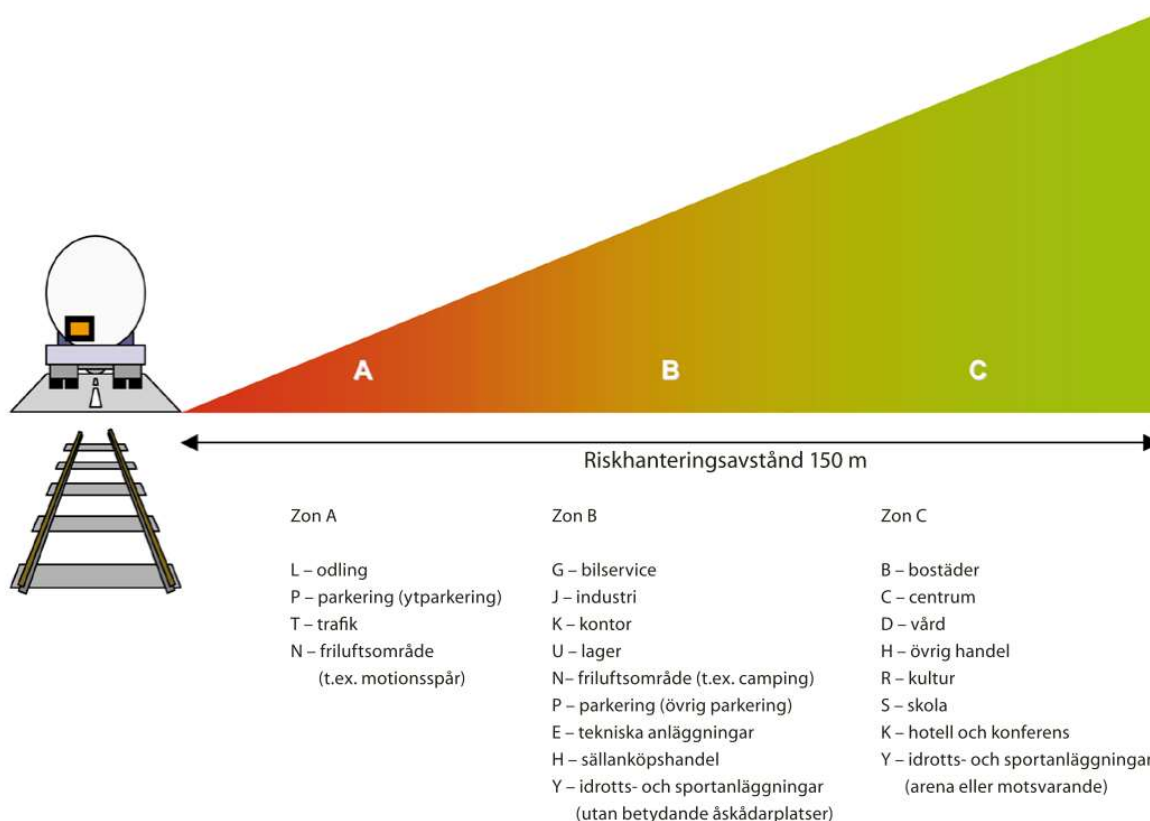 A
B
C
Riskhanteringsavstånd 150 m
Zon A
L – odling
P – parkering (ytparkering)
T – trafik
N – friluftsområde
(t.ex. motionsspår)
Zon B
G – bilservice
J – industri
K – kontor
U – lager
N– friluftsområde (t.ex. camping)
P – parkering (övrig parkering)
E – tekniska anläggningar
H – sällanköpshandel
Y – idrotts- och sportanläggningar
(utan betydande åskådarplatser)
Zon C
B – bostäder
C – centrum
D – vård
H – övrig handel
R – kultur
S – skola
K – hotell och konferens
Y – idrotts- och sportanläggningar
(arena eller motsvarande)